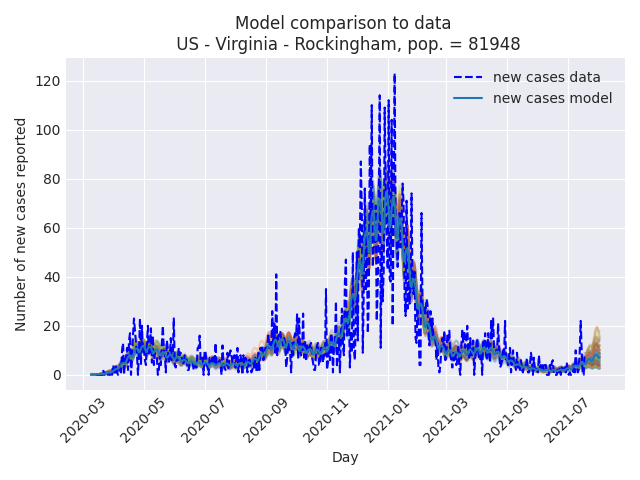 Model comparison to data
US - Virginia - Rockingham, pop. = 81948
new cases data
new cases model
Number of new cases reported
120
100
80
60
40
20
0
2020-03
2020-05
2020-07
2020-09
2020-11
2021-01
2021-03
2021-05
2021-07
Day